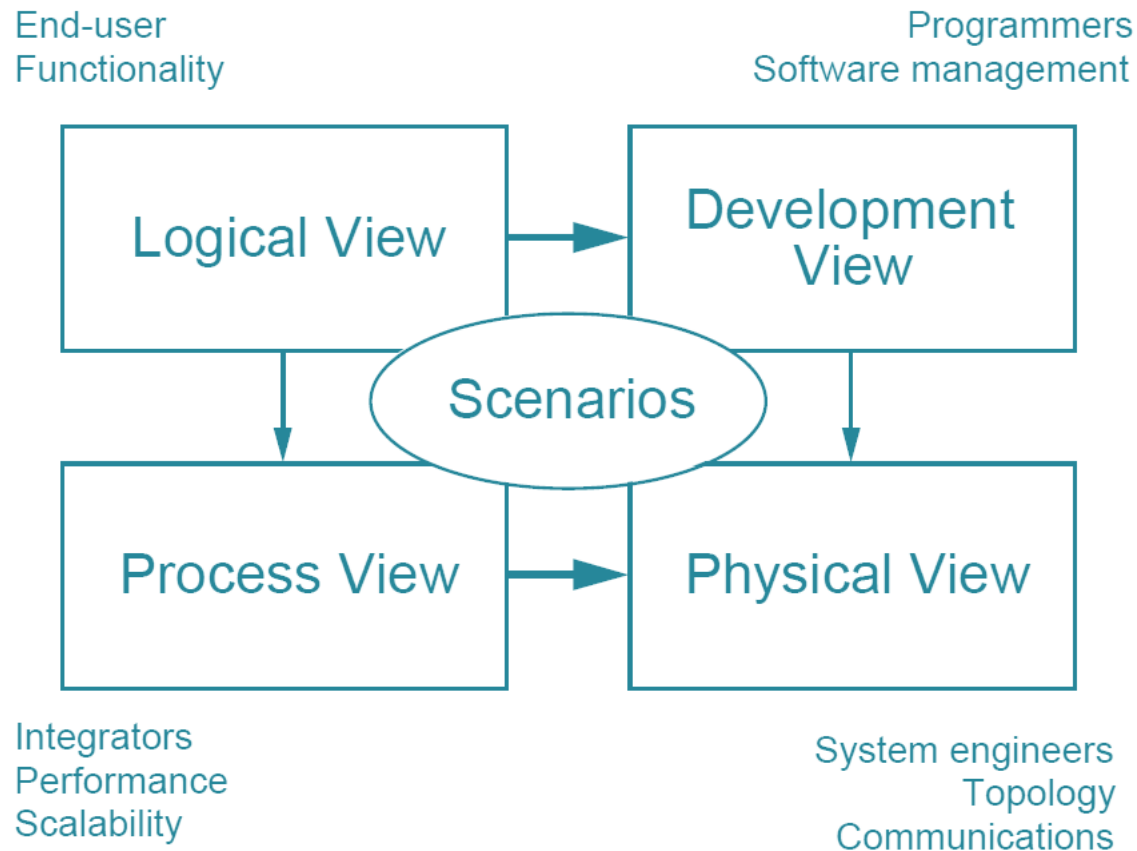 End-user
Functionality
Programmers
Software management
Logical View
Development
View
Scenarios
Process View
Physical View
Integrators
Performance
Scalability
System engineers
Topology
Communications